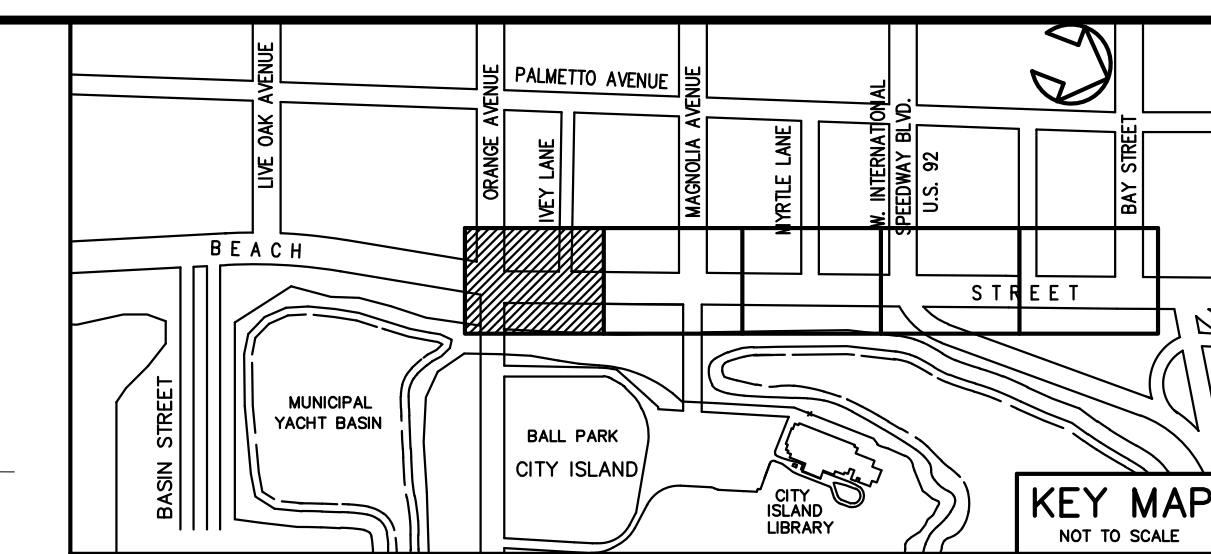 PALMETTO AVENUE
LIVE OAK AVENUE
ORANGE AVENUE
IVEY LANE
MAGNOLIA AVENUE
MYRTLE LANE
W. INTERNATIONAL
SPEEDWAY BLVD.
U.S. 92
BAY STREET
BEACH
STREET
BASIN STREET
MUNICIPAL
YACHT BASIN
BALL PARK
CITY ISLAND
CITY
ISLAND
LIBRARY
KEY MAP
NOT TO SCALE